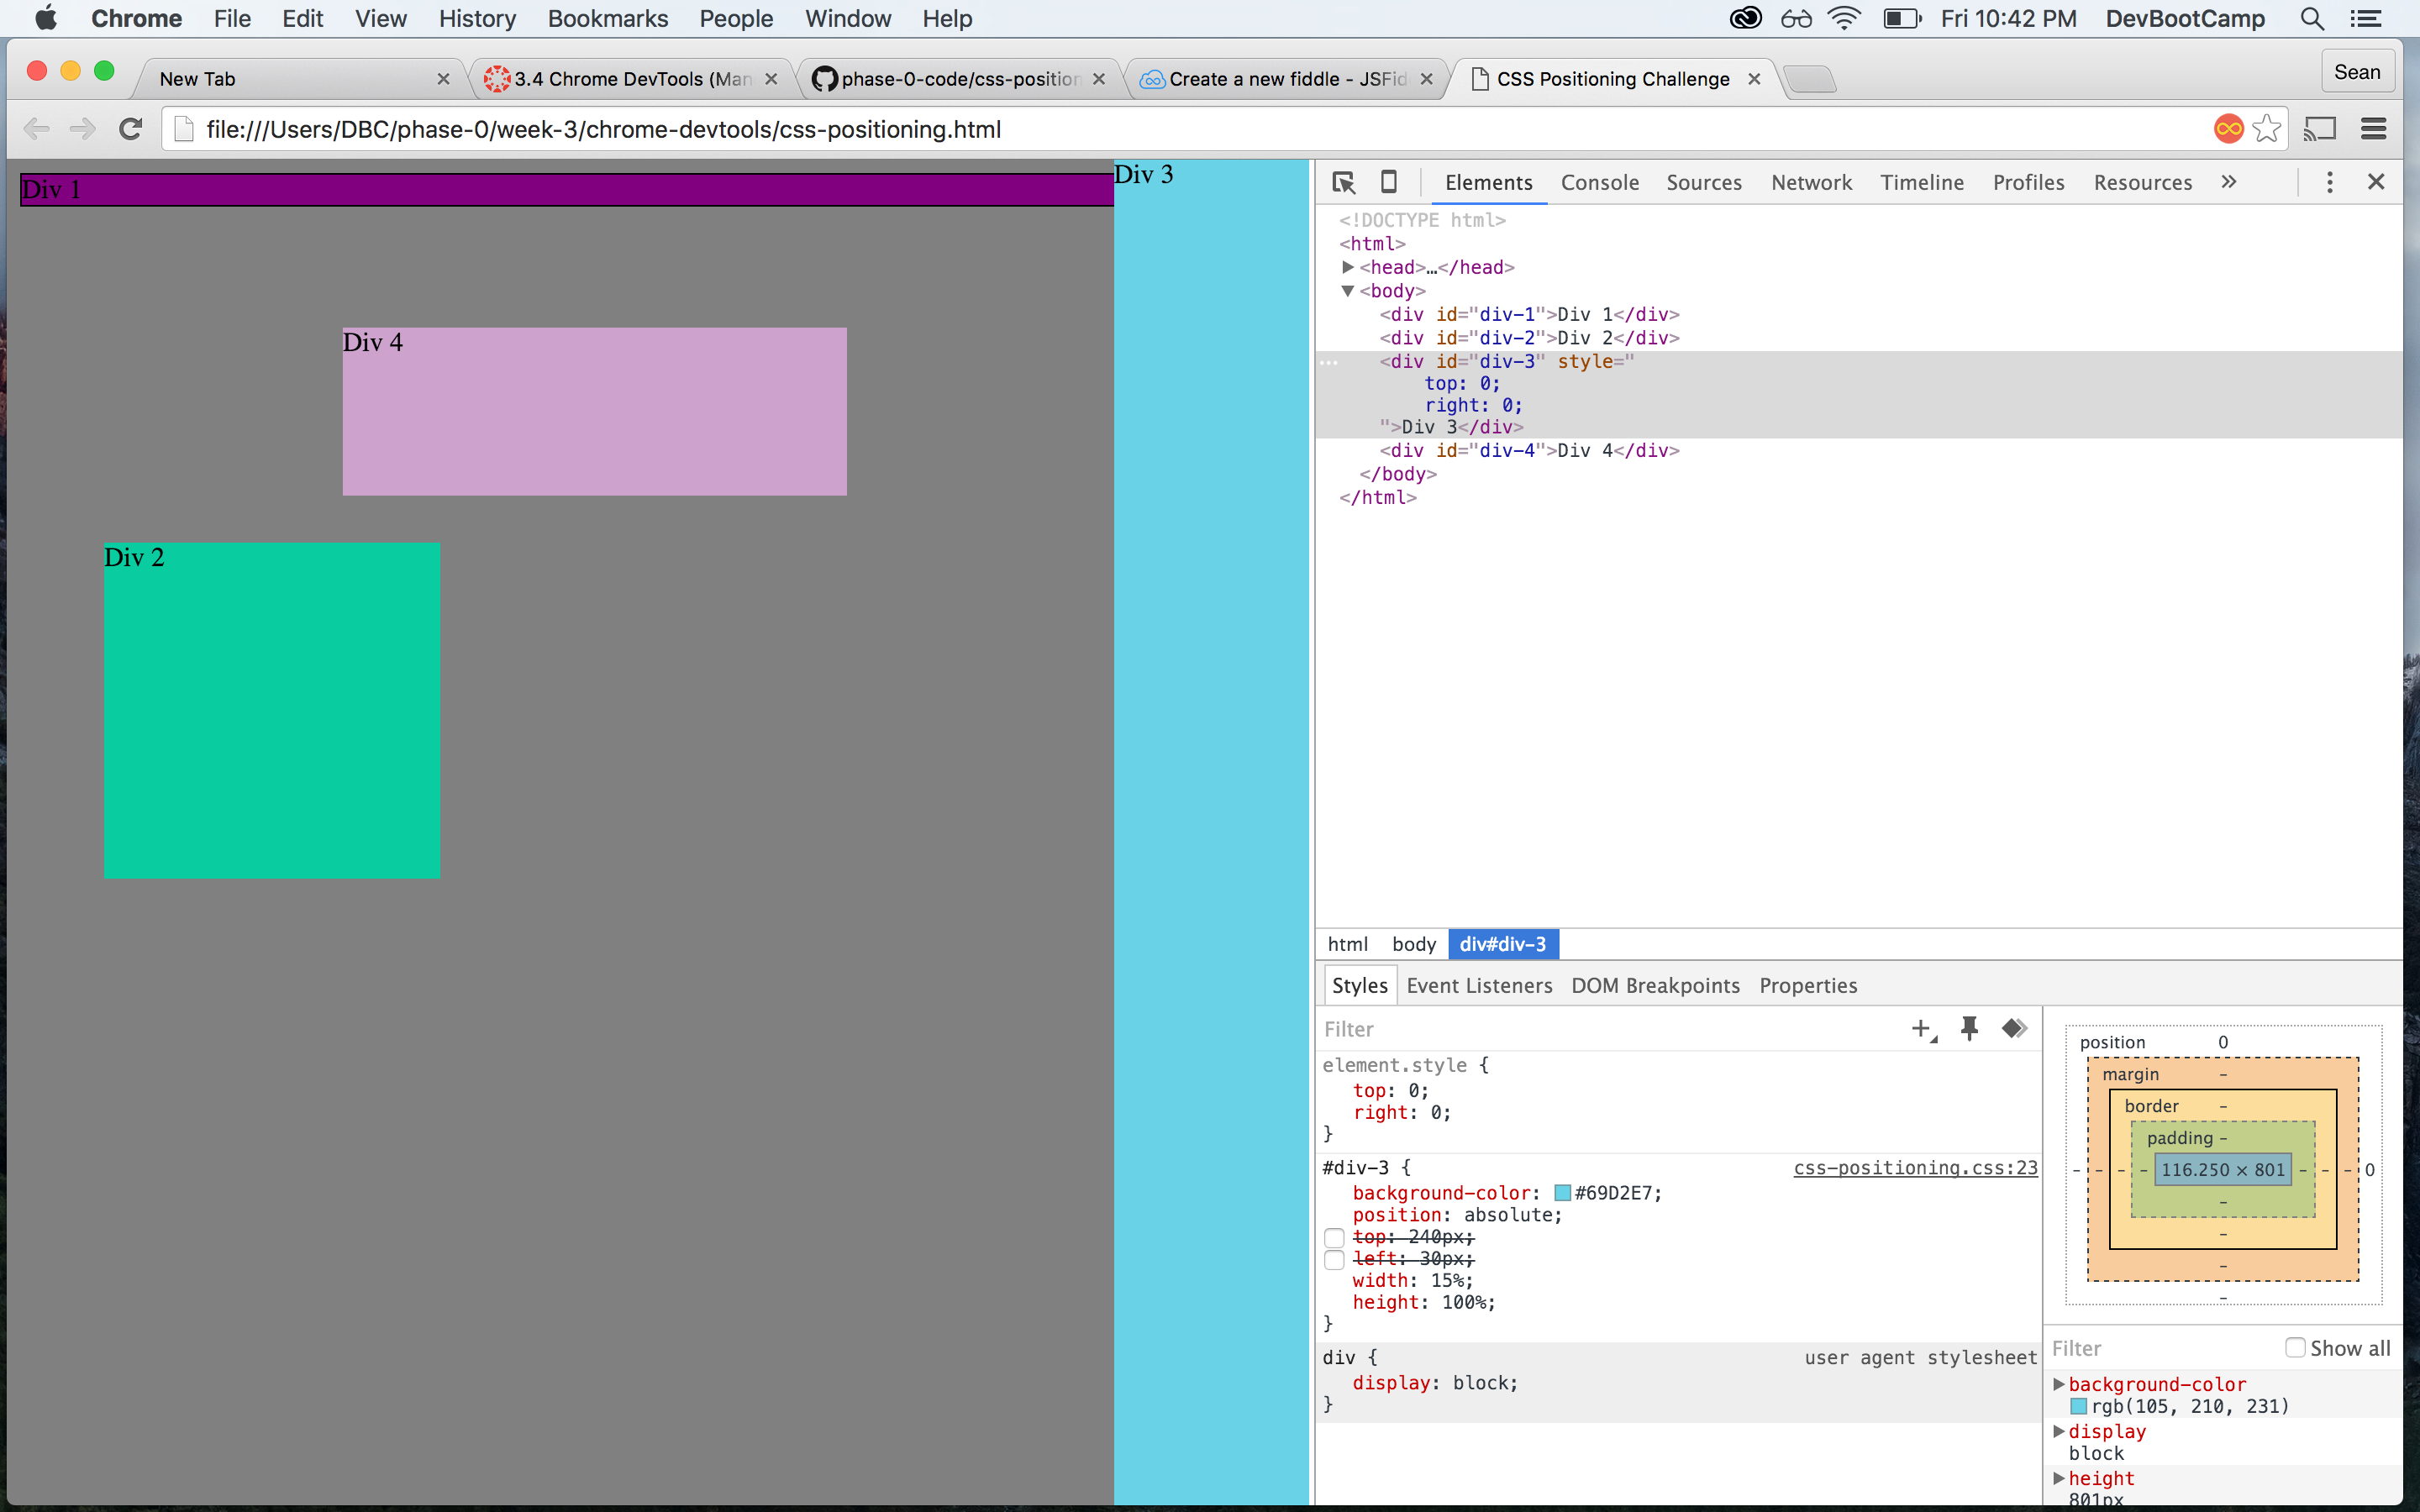 Chrome File Edit View History Bookmarks People Window Help Fri 10:42 PM DevBootCamp
New Tab 3.4 Chrome DevTools (Man phase-0-code/css-position Create a new fiddle - JSFid CSS Positioning Challenge Sean
file:///Users/DBC/phase-0/week-3/chrome-devtools/css-positioning.html
Div 1
Div 3
Div 4
Div 2
Elements Console Sources Network Timeline Profiles Resources »
<!DOCTYPE html>
<html>
<head>…</head>
<body>
<div id="div-1">Div 1</div>
<div id="div-2">Div 2</div>
<div id="div-3" style="
top: 0;
right: 0;
">Div 3</div>
<div id="div-4">Div 4</div>
</body>
</html>
html body div#div-3
Styles Event Listeners DOM Breakpoints Properties
Filter
element.style {
top: 0;
right: 0;
}
#div-3 { css-positioning.css:23
background-color: #69D2E7;
position: absolute;
top: 240px;
left: 30px;
width: 15%;
height: 100%;
}
div { user agent stylesheet
display: block;
}
position 0
margin -
border -
padding -
- - - - 116.250 × 801 - - - 0
-
-
-
-
Filter Show all
background-color
rgb(105, 210, 231)
display
block
height
801px